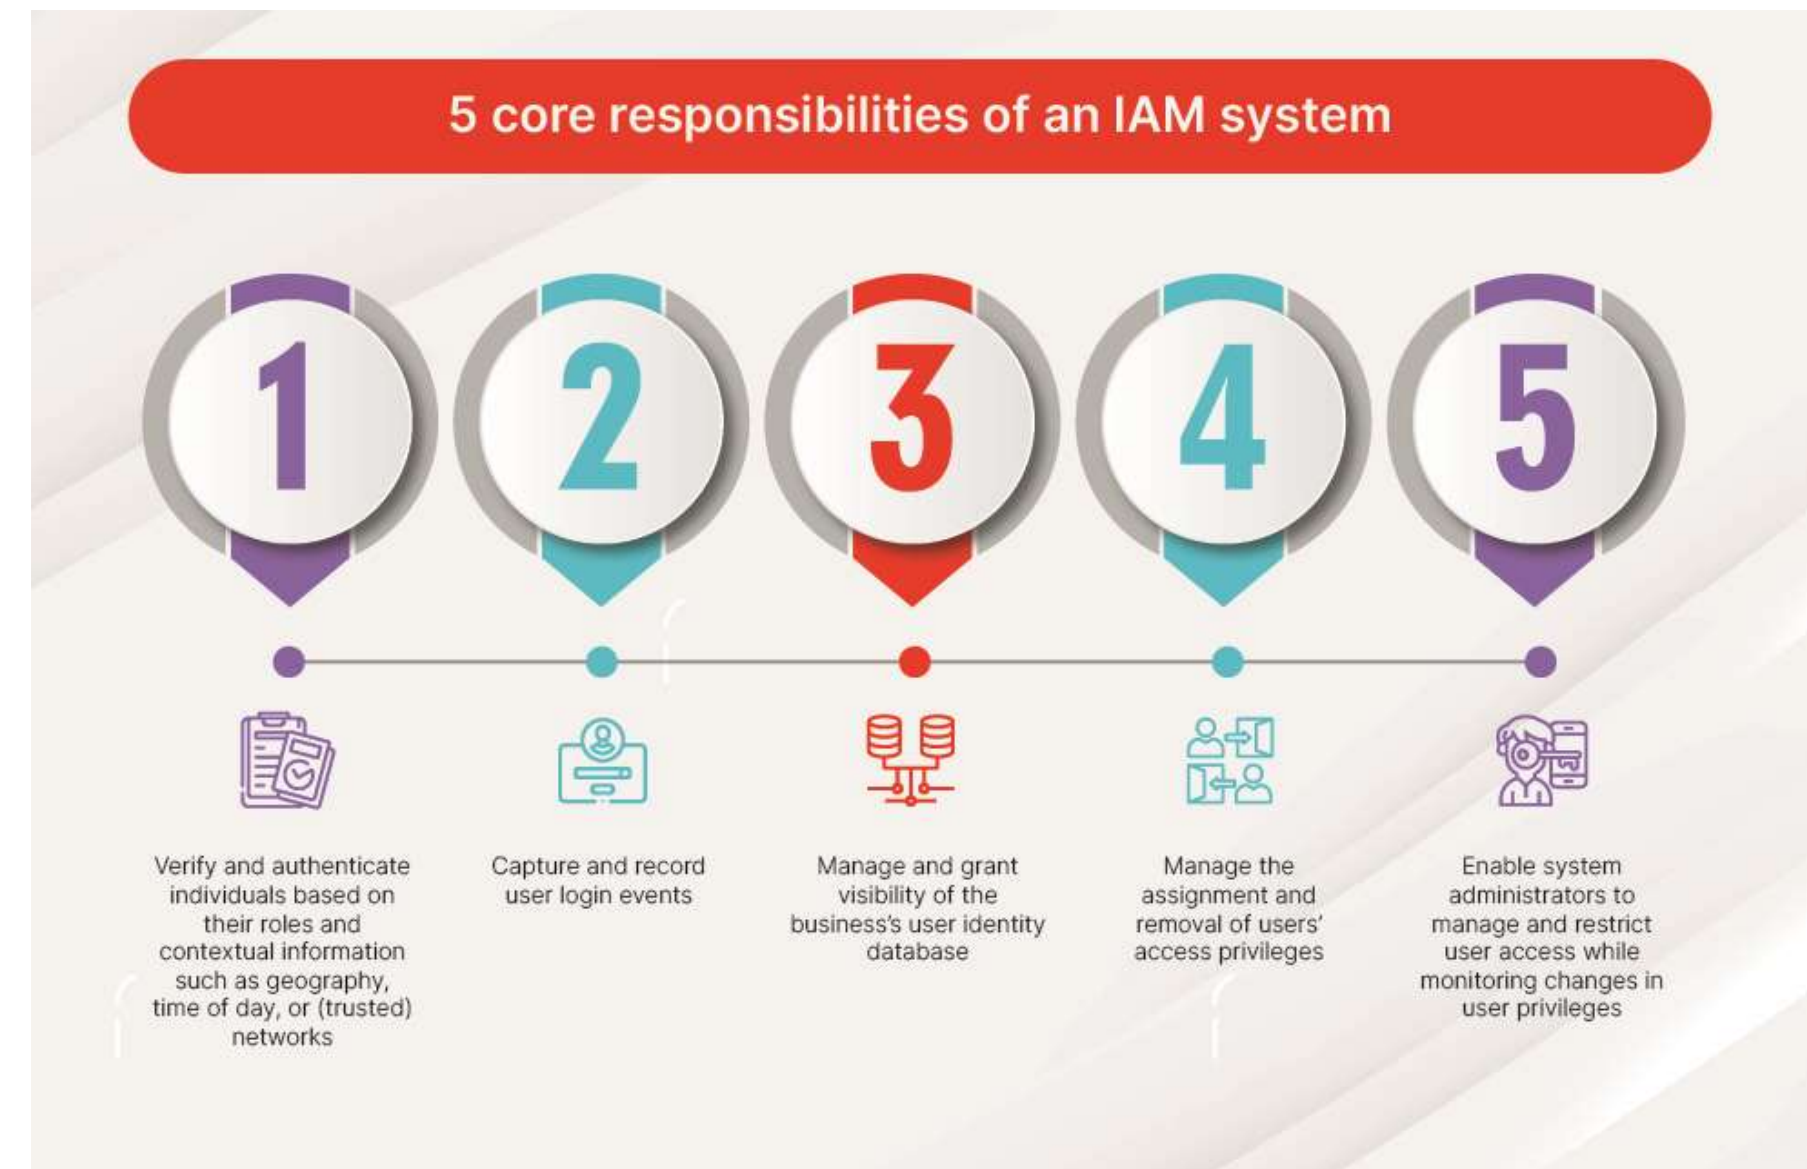 5 core responsibilities of an IAM system
1
2
3
4
5
Verify and authenticate
individuals based on
their roles and
contextual information
such as geography,
time of day, or (trusted)
networks
Capture and record
user login events
Manage and grant
visibility of the
business’s user identity
database
Manage the
assignment and
removal of users’
access privileges
Enable system
administrators to
manage and restrict
user access while
monitoring changes in
user privileges